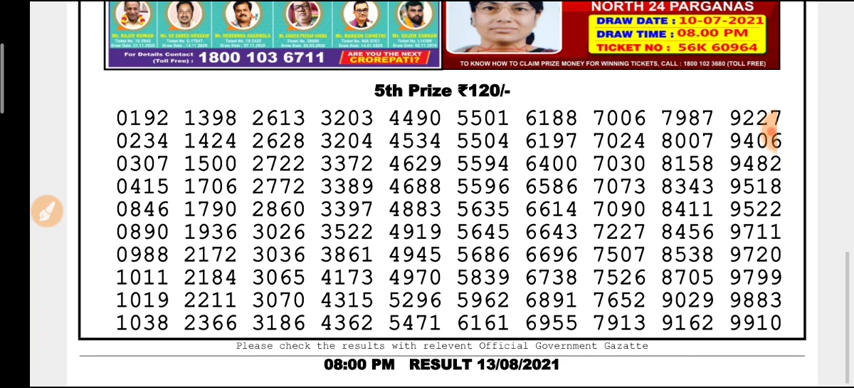 NORTH 24 PARGANAS
DRAW DATE : 10-07-2021
DRAW TIME : 08.00 PM
TICKET NO : 56K 60964
For Details Contact
(Toll Free) : 1800 103 6711
ARE YOU THE NEXT
CROREPATI?
TO KNOW HOW TO CLAIM PRIZE MONEY FOR WINNING TICKETS, CALL : 1800 102 3680 (TOLL FREE)
5th Prize ₹120/-
0192 1398 2613 3203 4490 5501 6188 7006 7987 9227
0234 1424 2628 3204 4534 5504 6197 7024 8007 9406
0307 1500 2722 3372 4629 5594 6400 7030 8158 9482
0415 1706 2772 3389 4688 5596 6586 7073 8343 9518
0846 1790 2860 3397 4883 5635 6614 7090 8411 9522
0890 1936 3026 3522 4919 5645 6643 7227 8456 9711
0988 2172 3036 3861 4945 5686 6696 7507 8538 9720
1011 2184 3065 4173 4970 5839 6738 7526 8705 9799
1019 2211 3070 4315 5296 5962 6891 7652 9029 9883
1038 2366 3186 4362 5471 6161 6955 7913 9162 9910
Please check the results with relevent Official Government Gazatte
08:00 PM RESULT 13/08/2021